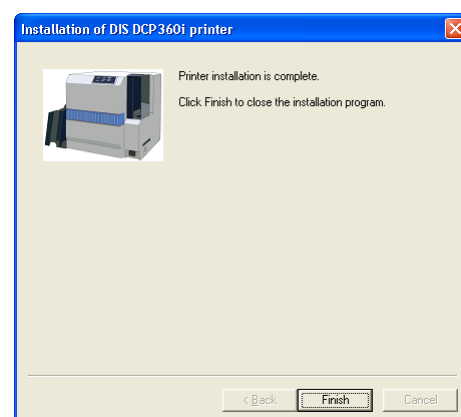 Installation of DIS DCP360i printer
Printer installation is complete.
Click Finish to close the installation program.
< Back
Finish
Cancel